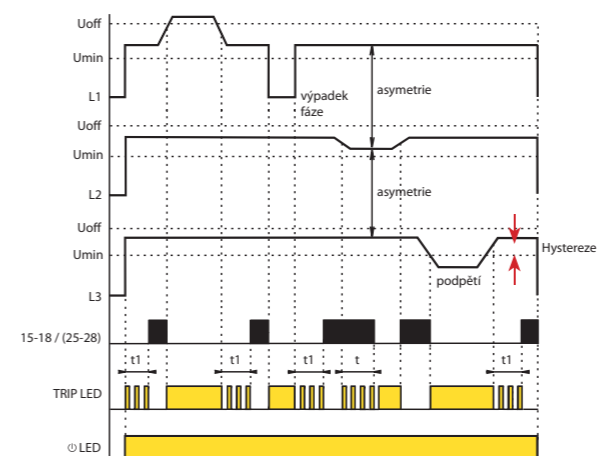 Uoff
Umin
L1
výpadek
fáze
asymetrie
Uoff
Umin
L2
asymetrie
Uoff
Umin
Hystereze
L3
podpětí
15-18 / (25-28)
t1 t1 t1 t t1
TRIP LED
⏻ LED